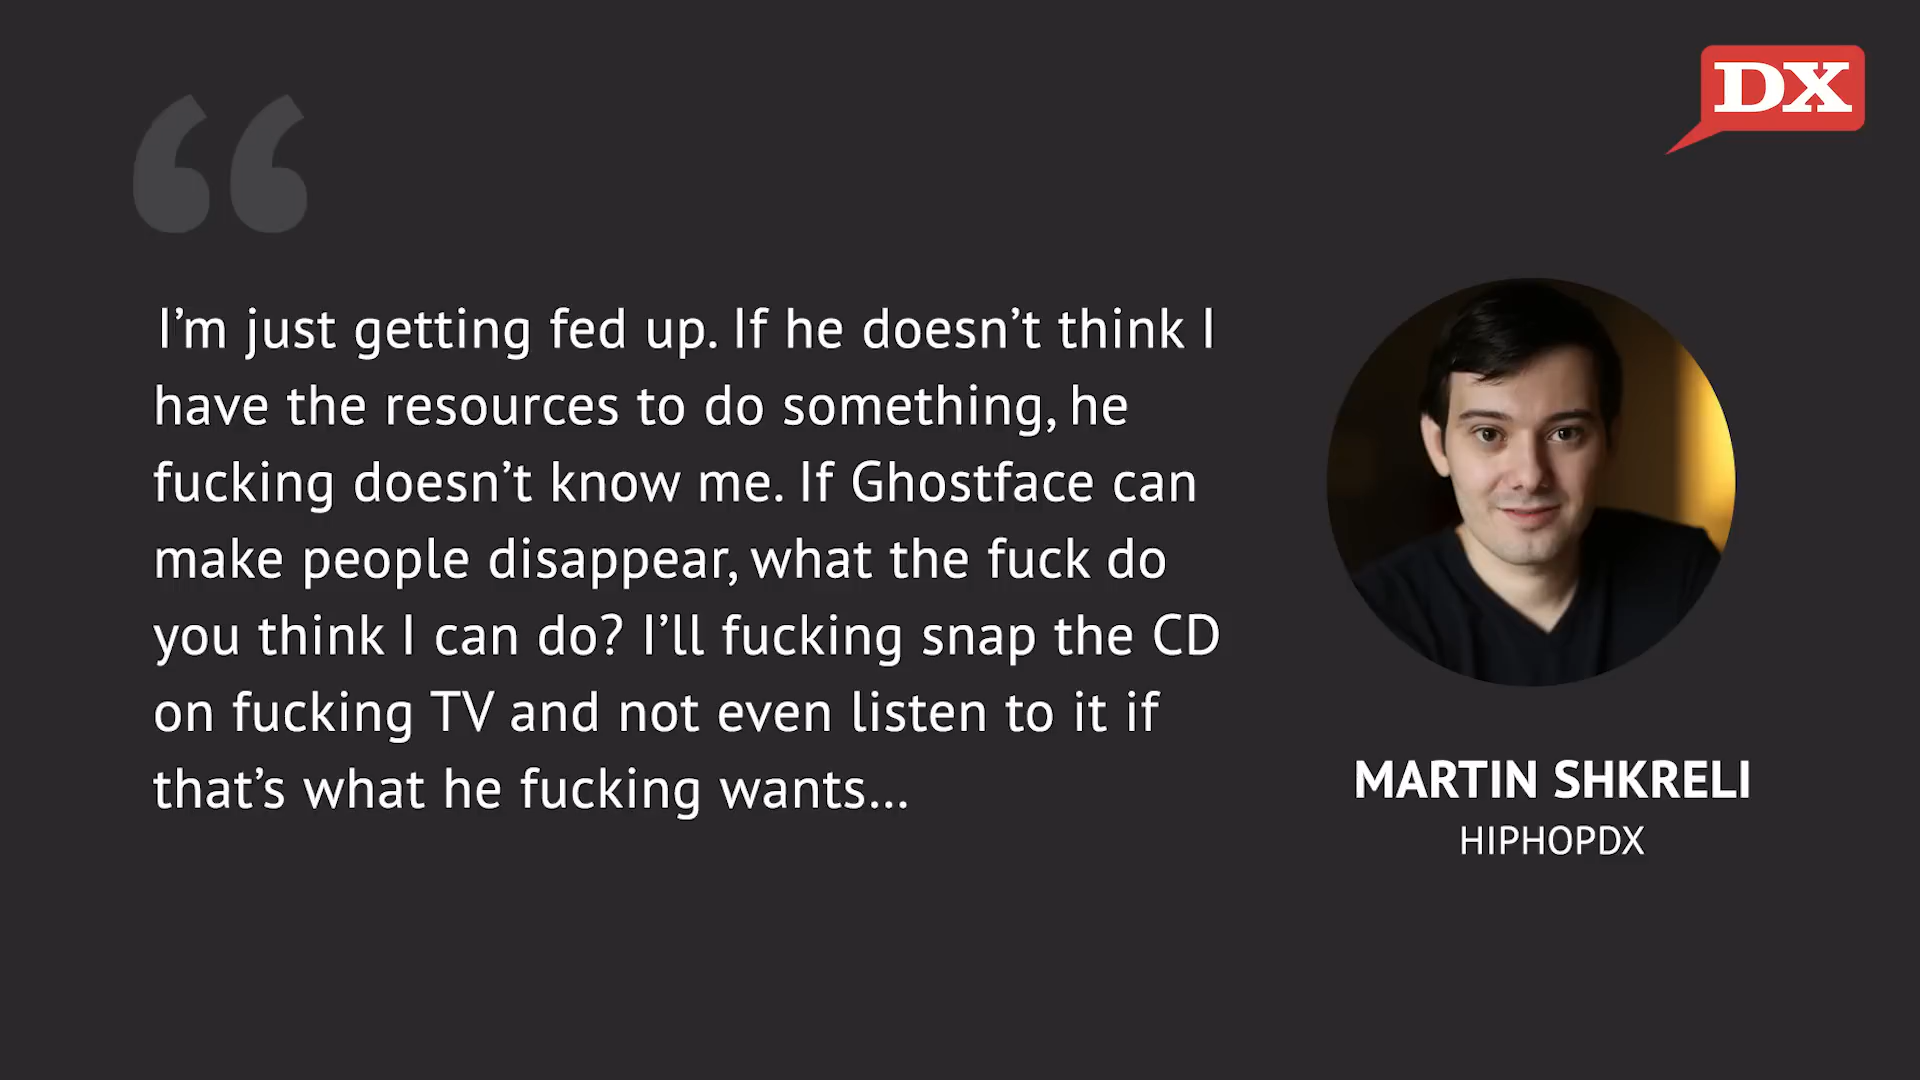 DX
“
I’m just getting fed up. If he doesn’t think I
have the resources to do something, he
fucking doesn’t know me. If Ghostface can
make people disappear, what the fuck do
you think I can do? I’ll fucking snap the CD
on fucking TV and not even listen to it if
that’s what he fucking wants...
MARTIN SHKRELI
HIPHOPDX